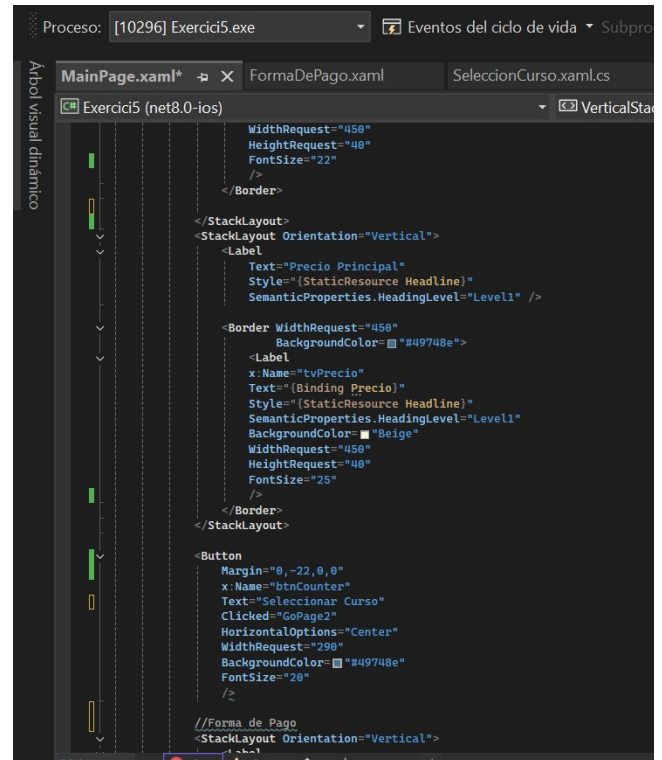 Proceso: [10296] Exercici5.exe Eventos del ciclo de vida Subpro
Árbol visual dinámico
MainPage.xaml* FormaDePago.xaml SeleccionCurso.xaml.cs
C# Exercici5 (net8.0-ios) VerticalStac
WidthRequest="450"
HeightRequest="40"
FontSize="22"
/>
</Border>
</StackLayout>
<StackLayout Orientation="Vertical">
<Label
Text="Precio Principal"
Style="{StaticResource Headline}"
SemanticProperties.HeadingLevel="Level1" />
<Border WidthRequest="450"
BackgroundColor="#49748e">
<Label
x:Name="tvPrecio"
Text="{Binding Precio}"
Style="{StaticResource Headline}"
SemanticProperties.HeadingLevel="Level1"
BackgroundColor="Beige"
WidthRequest="450"
HeightRequest="40"
FontSize="25"
/>
</Border>
</StackLayout>
<Button
Margin="0,-22,0,0"
x:Name="btnCounter"
Text="Seleccionar Curso"
Clicked="GoPage2"
HorizontalOptions="Center"
WidthRequest="290"
BackgroundColor="#49748e"
FontSize="20"
/>
//Forma de Pago
<StackLayout Orientation="Vertical">
<Label